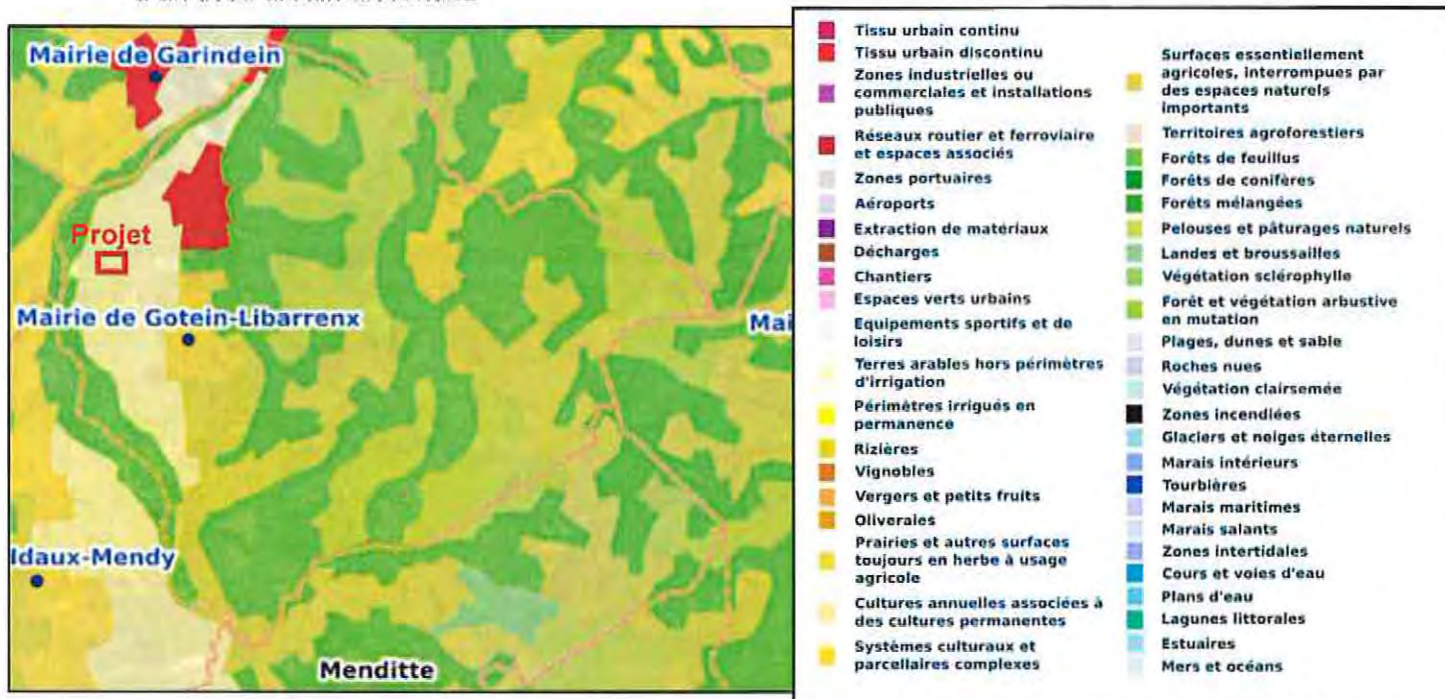 Mairie de Garindein
Projet
Mairie de Gotein-Libarrenx
Mai
Idaux-Mendy
Menditte
Tissu urbain continu
Tissu urbain discontinu
Zones industrielles ou
commerciales et installations
publiques
Réseaux routier et ferroviaire
et espaces associés
Zones portuaires
Aéroports
Extraction de matériaux
Décharges
Chantiers
Espaces verts urbains
Equipements sportifs et de
loisirs
Terres arables hors périmètres
d'irrigation
Périmètres irrigués en
permanence
Rizières
Vignobles
Vergers et petits fruits
Oliveraies
Prairies et autres surfaces
toujours en herbe à usage
agricole
Cultures annuelles associées à
des cultures permanentes
Systèmes culturaux et
parcellaires complexes
Surfaces essentiellement
agricoles, interrompues par
des espaces naturels
importants
Territoires agroforestiers
Forêts de feuillus
Forêts de conifères
Forêts mélangées
Pelouses et pâturages naturels
Landes et broussailles
Végétation sclérophylle
Forêt et végétation arbustive
en mutation
Plages, dunes et sable
Roches nues
Végétation clairsemée
Zones incendiées
Glaciers et neiges éternelles
Marais intérieurs
Tourbières
Marais maritimes
Marais salants
Zones intertidales
Cours et voies d'eau
Plans d'eau
Lagunes littorales
Estuaires
Mers et océans